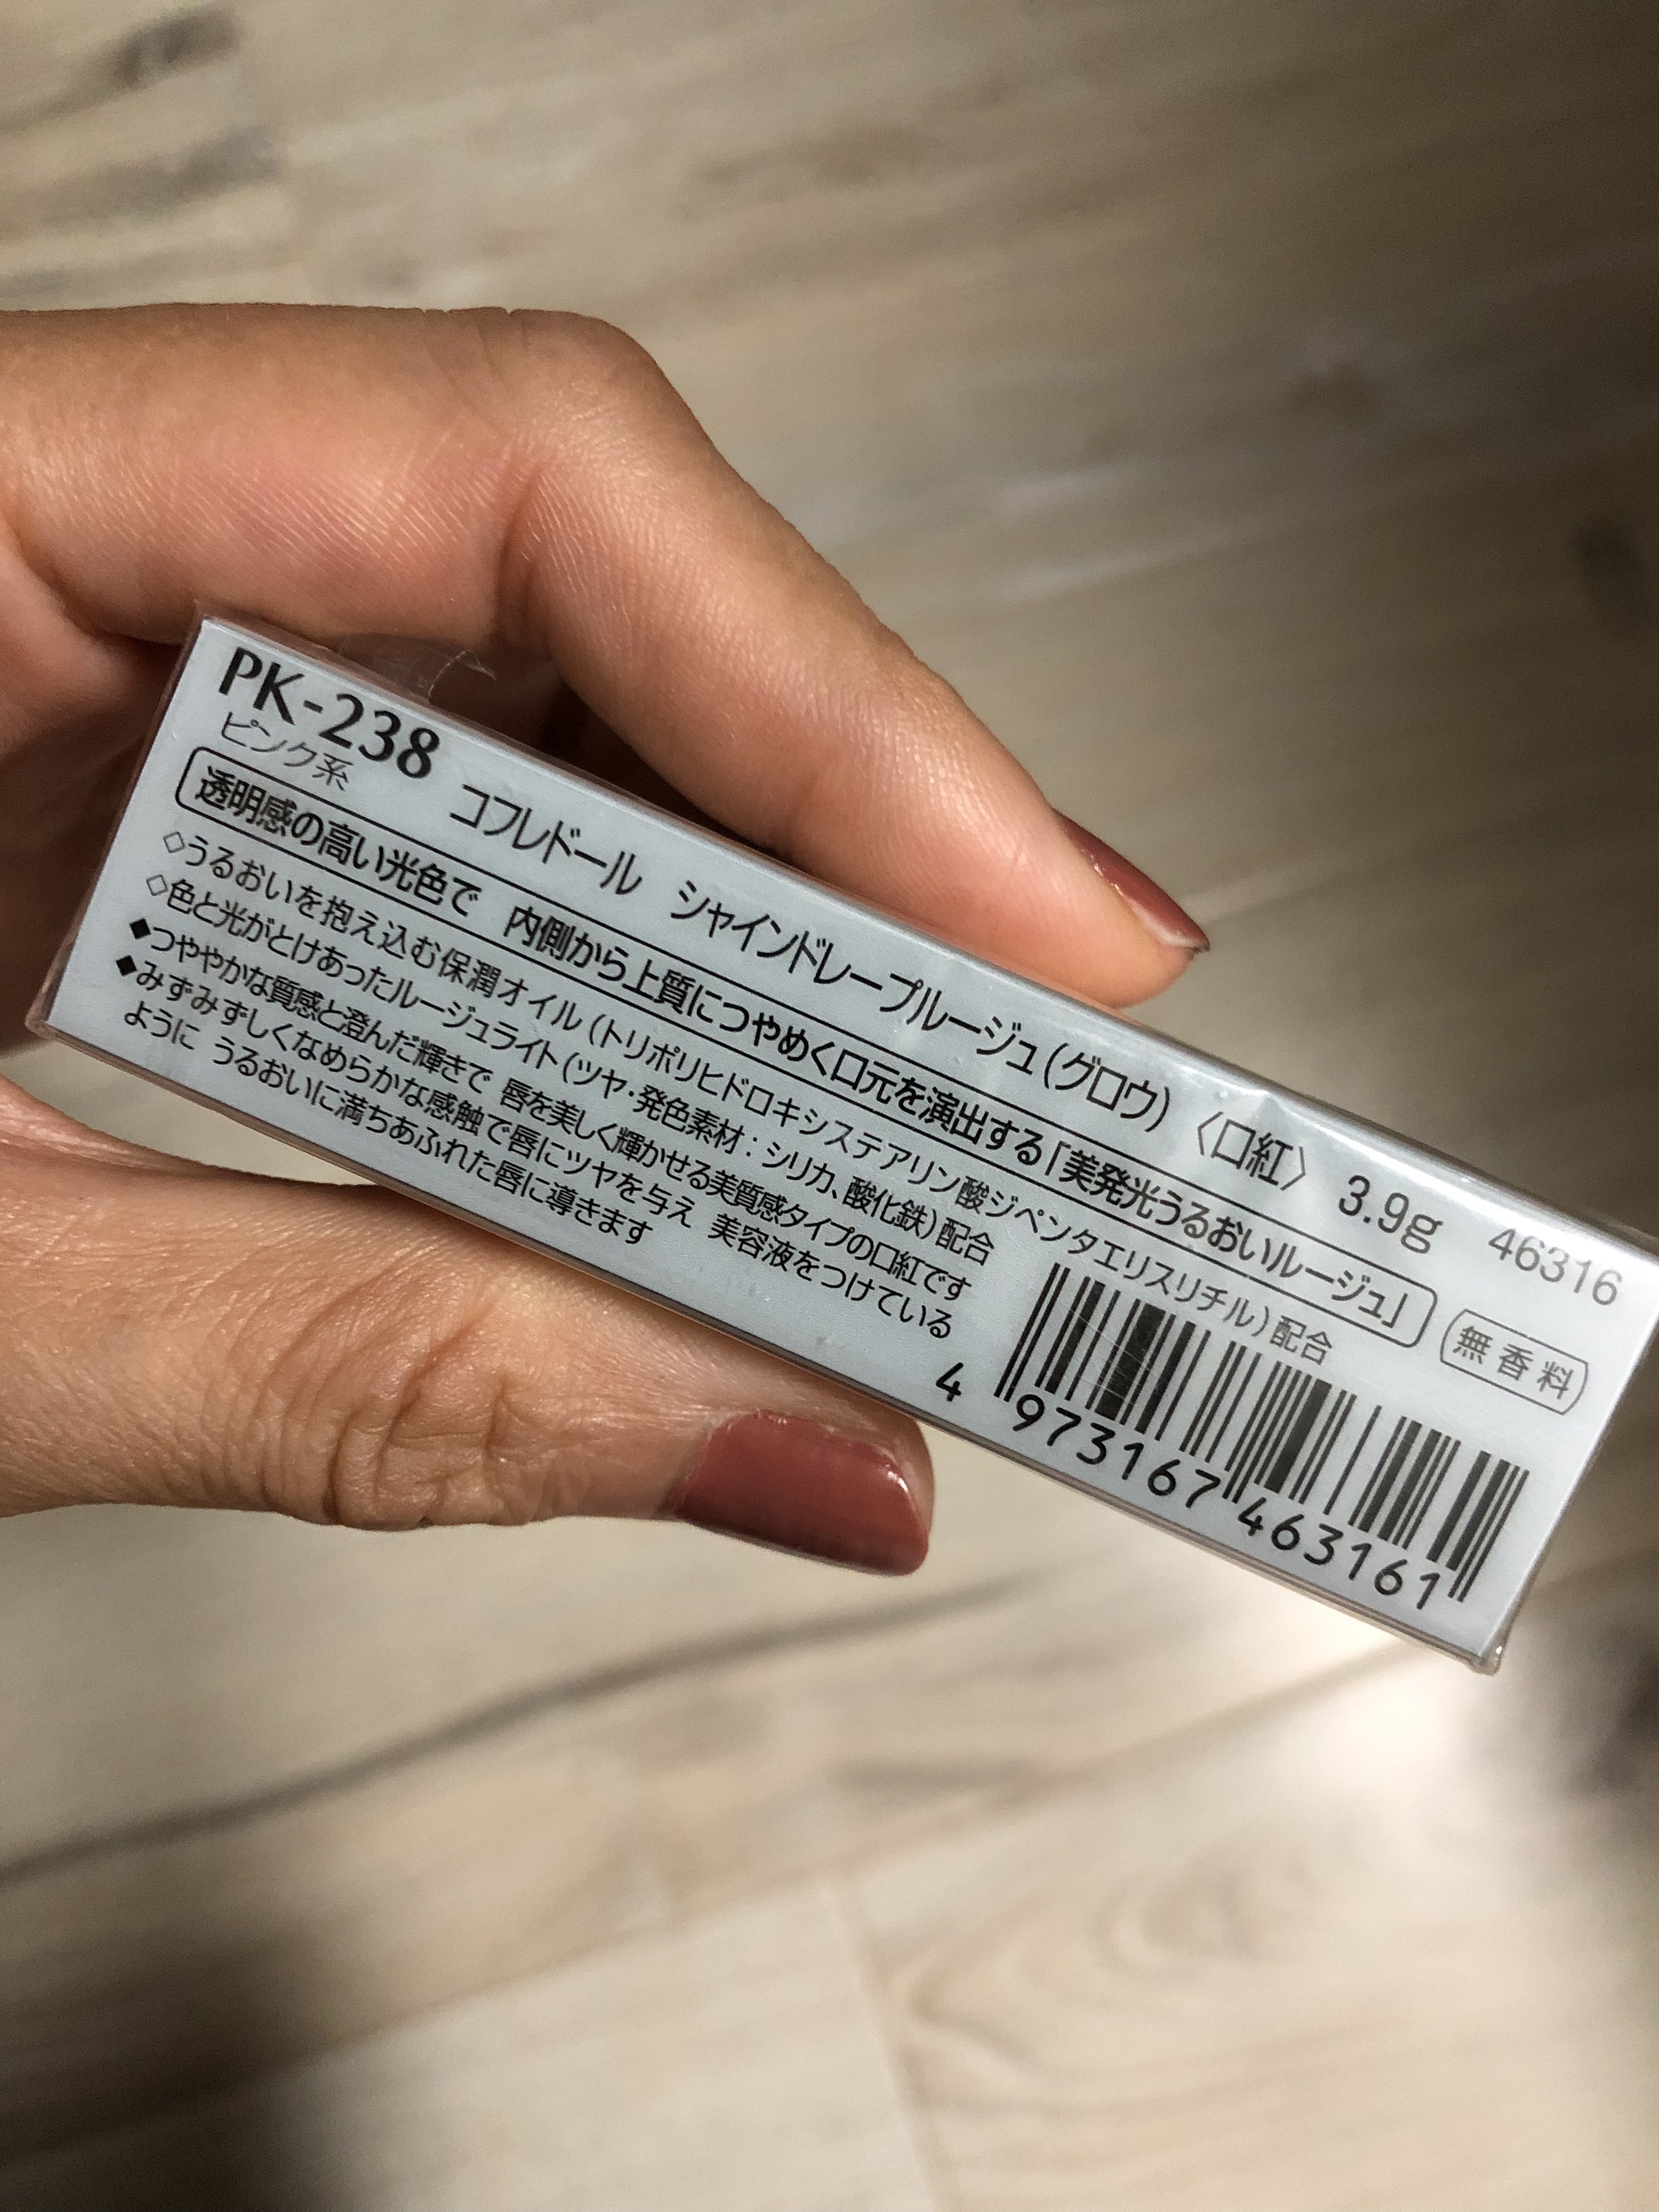 PK-238 コフレドール シャインドレープルージュ(グロウ) 〈口紅〉 3.9g 46316
ピンク系
透明感の高い光色で 内側から上質につやめく口元を演出する「美発光うるおいルージュ」 無香料
◇うるおいを抱え込む保潤オイル(トリポリヒドロキシステアリン酸ジペンタエリスリチル)配合
◇色と光がとけあったルージュライト(ツヤ・発色素材:シリカ、酸化鉄)配合
◆つややかな質感と澄んだ輝きで 唇を美しく輝かせる美質感タイプの口紅です
◆みずみずしくなめらかな感触で唇にツヤを与え 美容液をつけている
ように うるおいに満ちあふれた唇に導きます
4 973167 463161